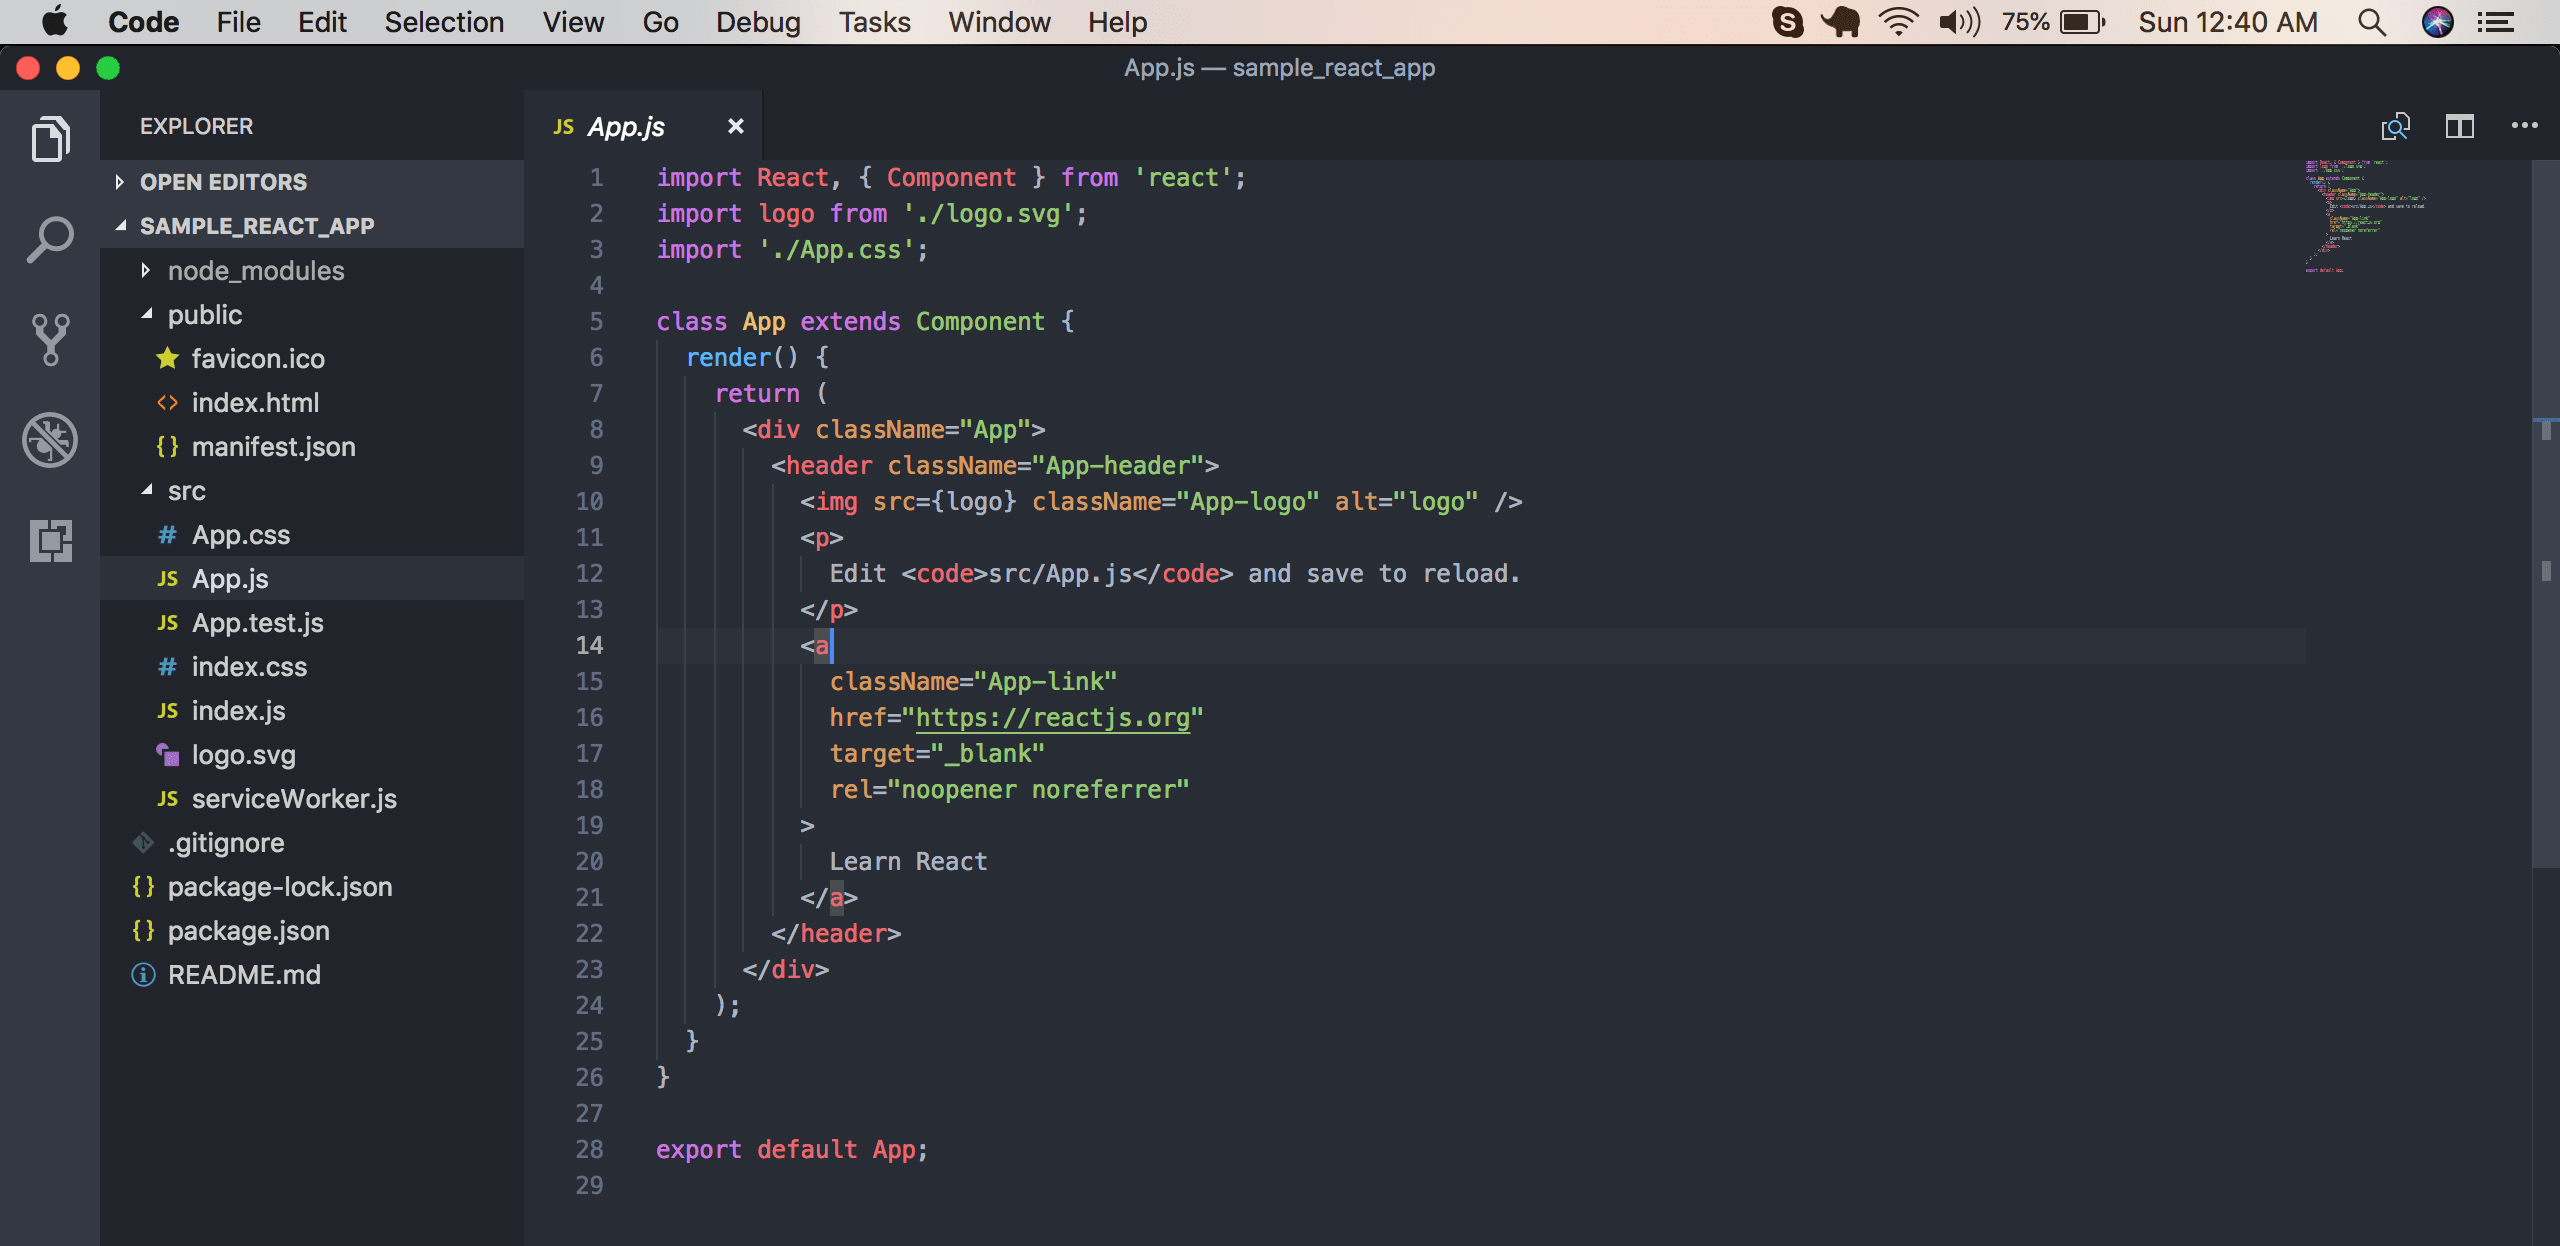 Code File Edit Selection View Go Debug Tasks Window Help 75% Sun 12:40 AM
App.js — sample_react_app
EXPLORER
OPEN EDITORS
SAMPLE_REACT_APP
node_modules
public
favicon.ico
<> index.html
{} manifest.json
src
# App.css
JS App.js
JS App.test.js
# index.css
JS index.js
logo.svg
JS serviceWorker.js
.gitignore
{} package-lock.json
{} package.json
README.md
JS App.js ×
1 import React, { Component } from 'react';
2 import logo from './logo.svg';
3 import './App.css';
4
5 class App extends Component {
6 render() {
7 return (
8 <div className="App">
9 <header className="App-header">
10 <img src={logo} className="App-logo" alt="logo" />
11 <p>
12 Edit <code>src/App.js</code> and save to reload.
13 </p>
14 <a
15 className="App-link"
16 href="https://reactjs.org"
17 target="_blank"
18 rel="noopener noreferrer"
19 >
20 Learn React
21 </a>
22 </header>
23 </div>
24 );
25 }
26 }
27
28 export default App;
29